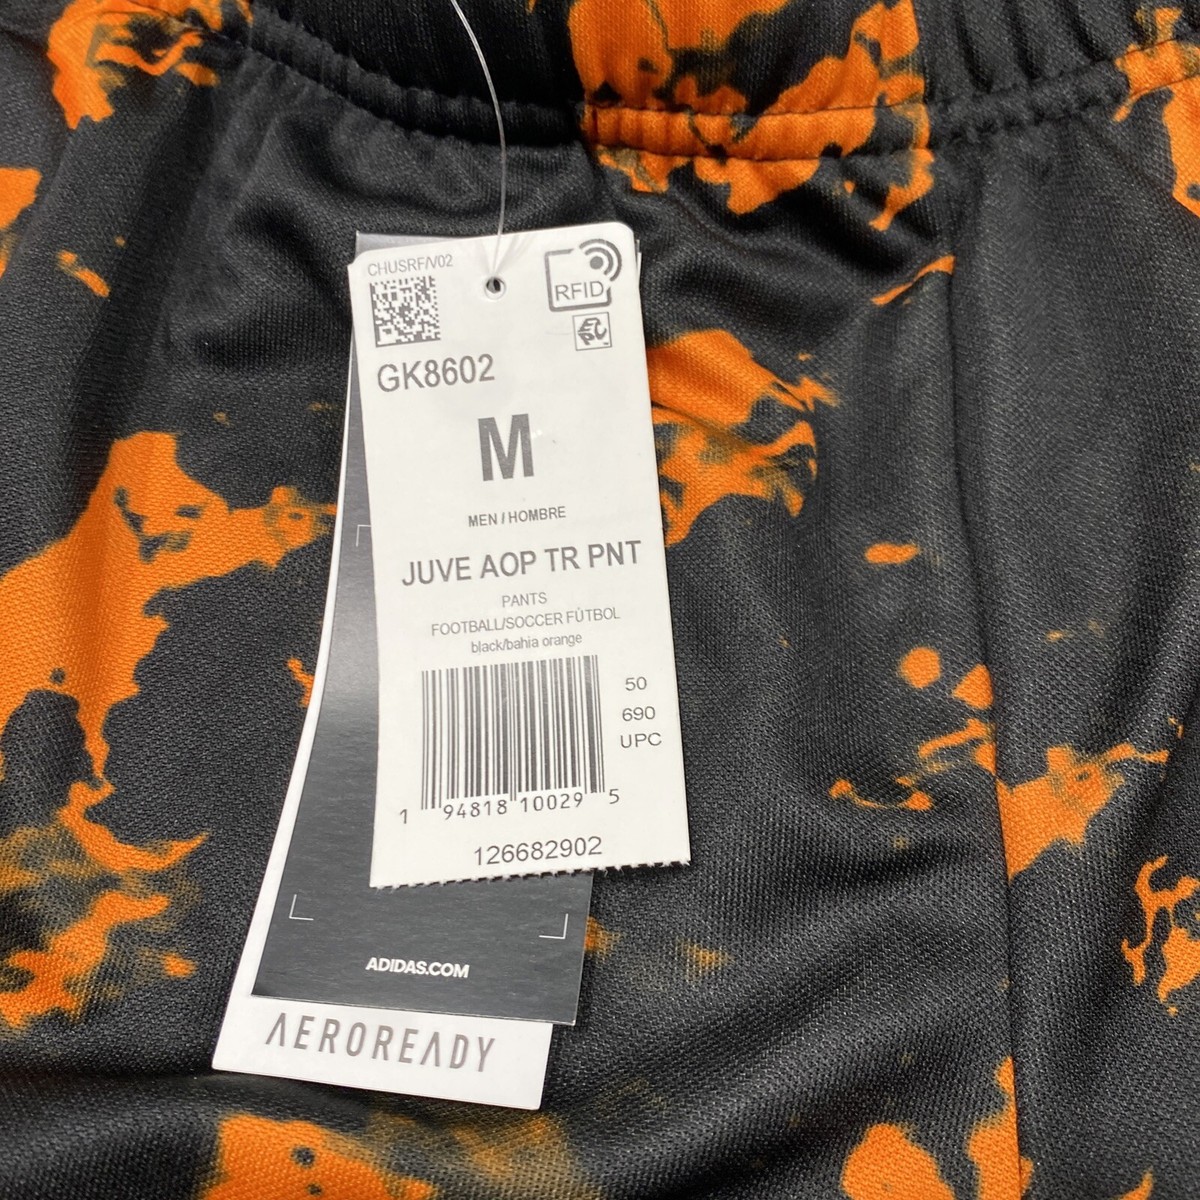 CHUSRF/V02
RFID
EPC
GK8602
M
MEN / HOMBRE
JUVE AOP TR PNT
PANTS
FOOTBALL/SOCCER FÚTBOL
black/bahia orange
50
690
UPC
1 94818 10029 5
126682902
ADIDAS.COM
AEROREADY